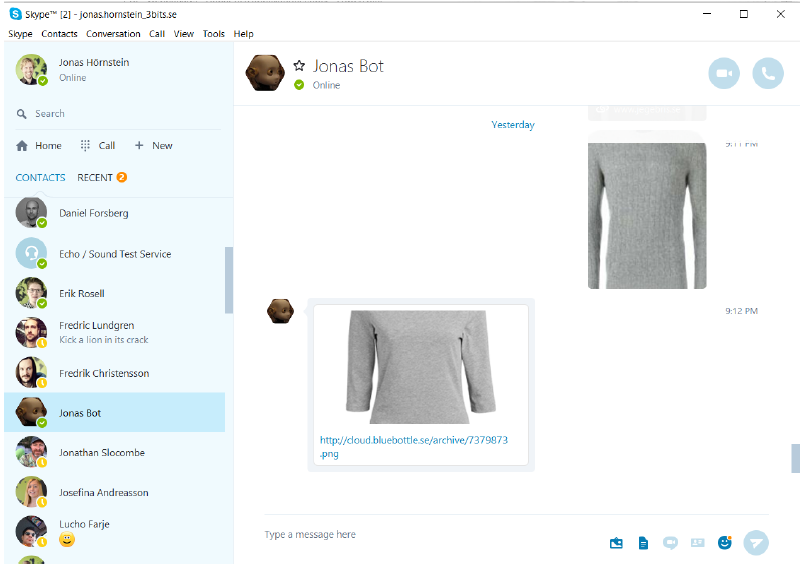 Skype™ [2] - jonas.hornstein_3bits.se
Skype Contacts Conversation Call View Tools Help
Jonas Hörnstein
Online
Search
Home Call New
CONTACTS RECENT 2
Daniel Forsberg
Echo / Sound Test Service
Erik Rosell
Fredric Lundgren
Kick a lion in its crack
Fredrik Christensson
Jonas Bot
Jonathan Slocombe
Josefina Andreasson
Lucho Farje
Jonas Bot
Online
Yesterday
9:11 PM
9:12 PM
http://cloud.bluebottle.se/archive/7379873
.png
Type a message here